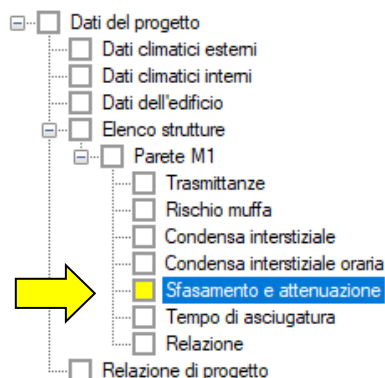 Dati del progetto
Dati climatici esterni
Dati climatici interni
Dati dell'edificio
Elenco strutture
Parete M1
Trasmittanze
Rischio muffa
Condensa interstiziale
Condensa interstiziale oraria
Sfasamento e attenuazione
Tempo di asciugatura
Relazione
Relazione di progetto